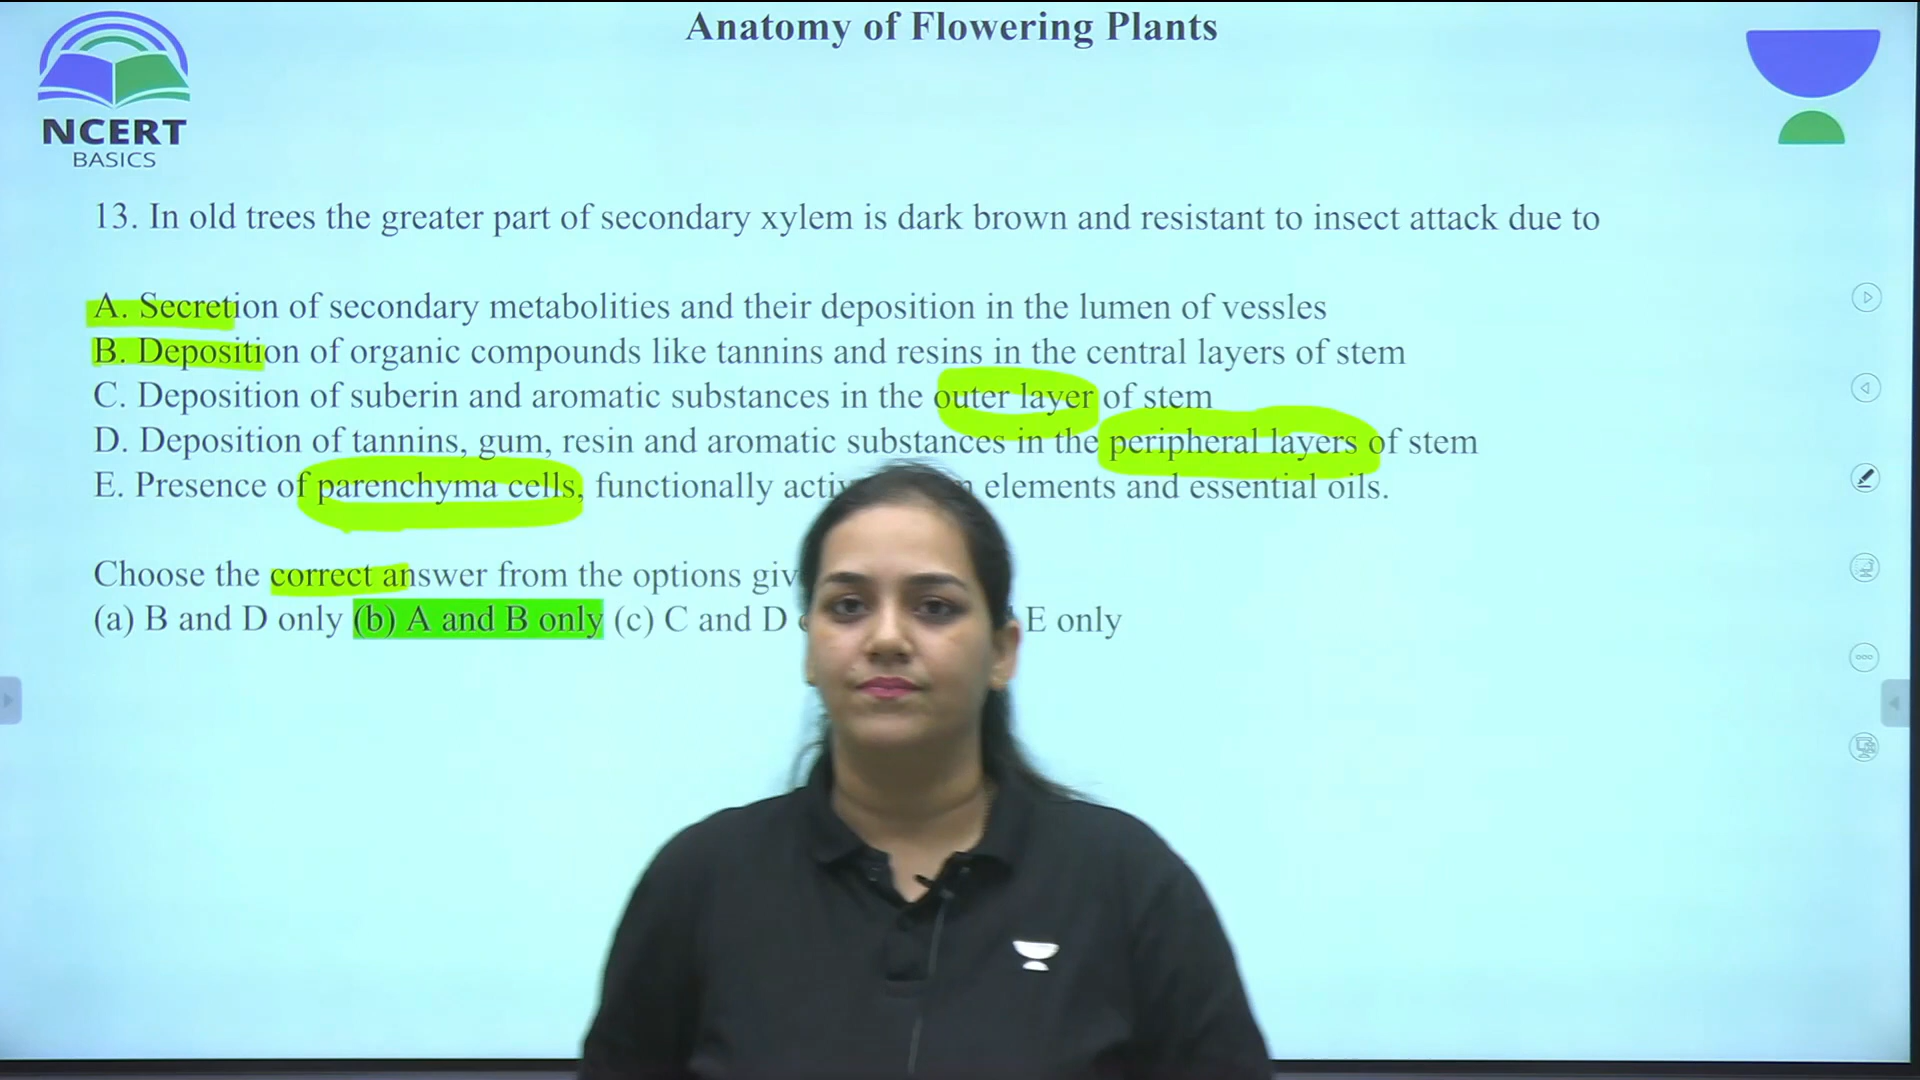 Anatomy of Flowering Plants
NCERT
BASICS
13. In old trees the greater part of secondary xylem is dark brown and resistant to insect attack due to
A. Secretion of secondary metabolities and their deposition in the lumen of vessles
B. Deposition of organic compounds like tannins and resins in the central layers of stem
C. Deposition of suberin and aromatic substances in the outer layer of stem
D. Deposition of tannins, gum, resin and aromatic substances in the peripheral layers of stem
E. Presence of parenchyma cells, functionally elements and essential oils.
Choose the correct answer from the options
(a) B and D only (b) A and B only (c) C and D E only